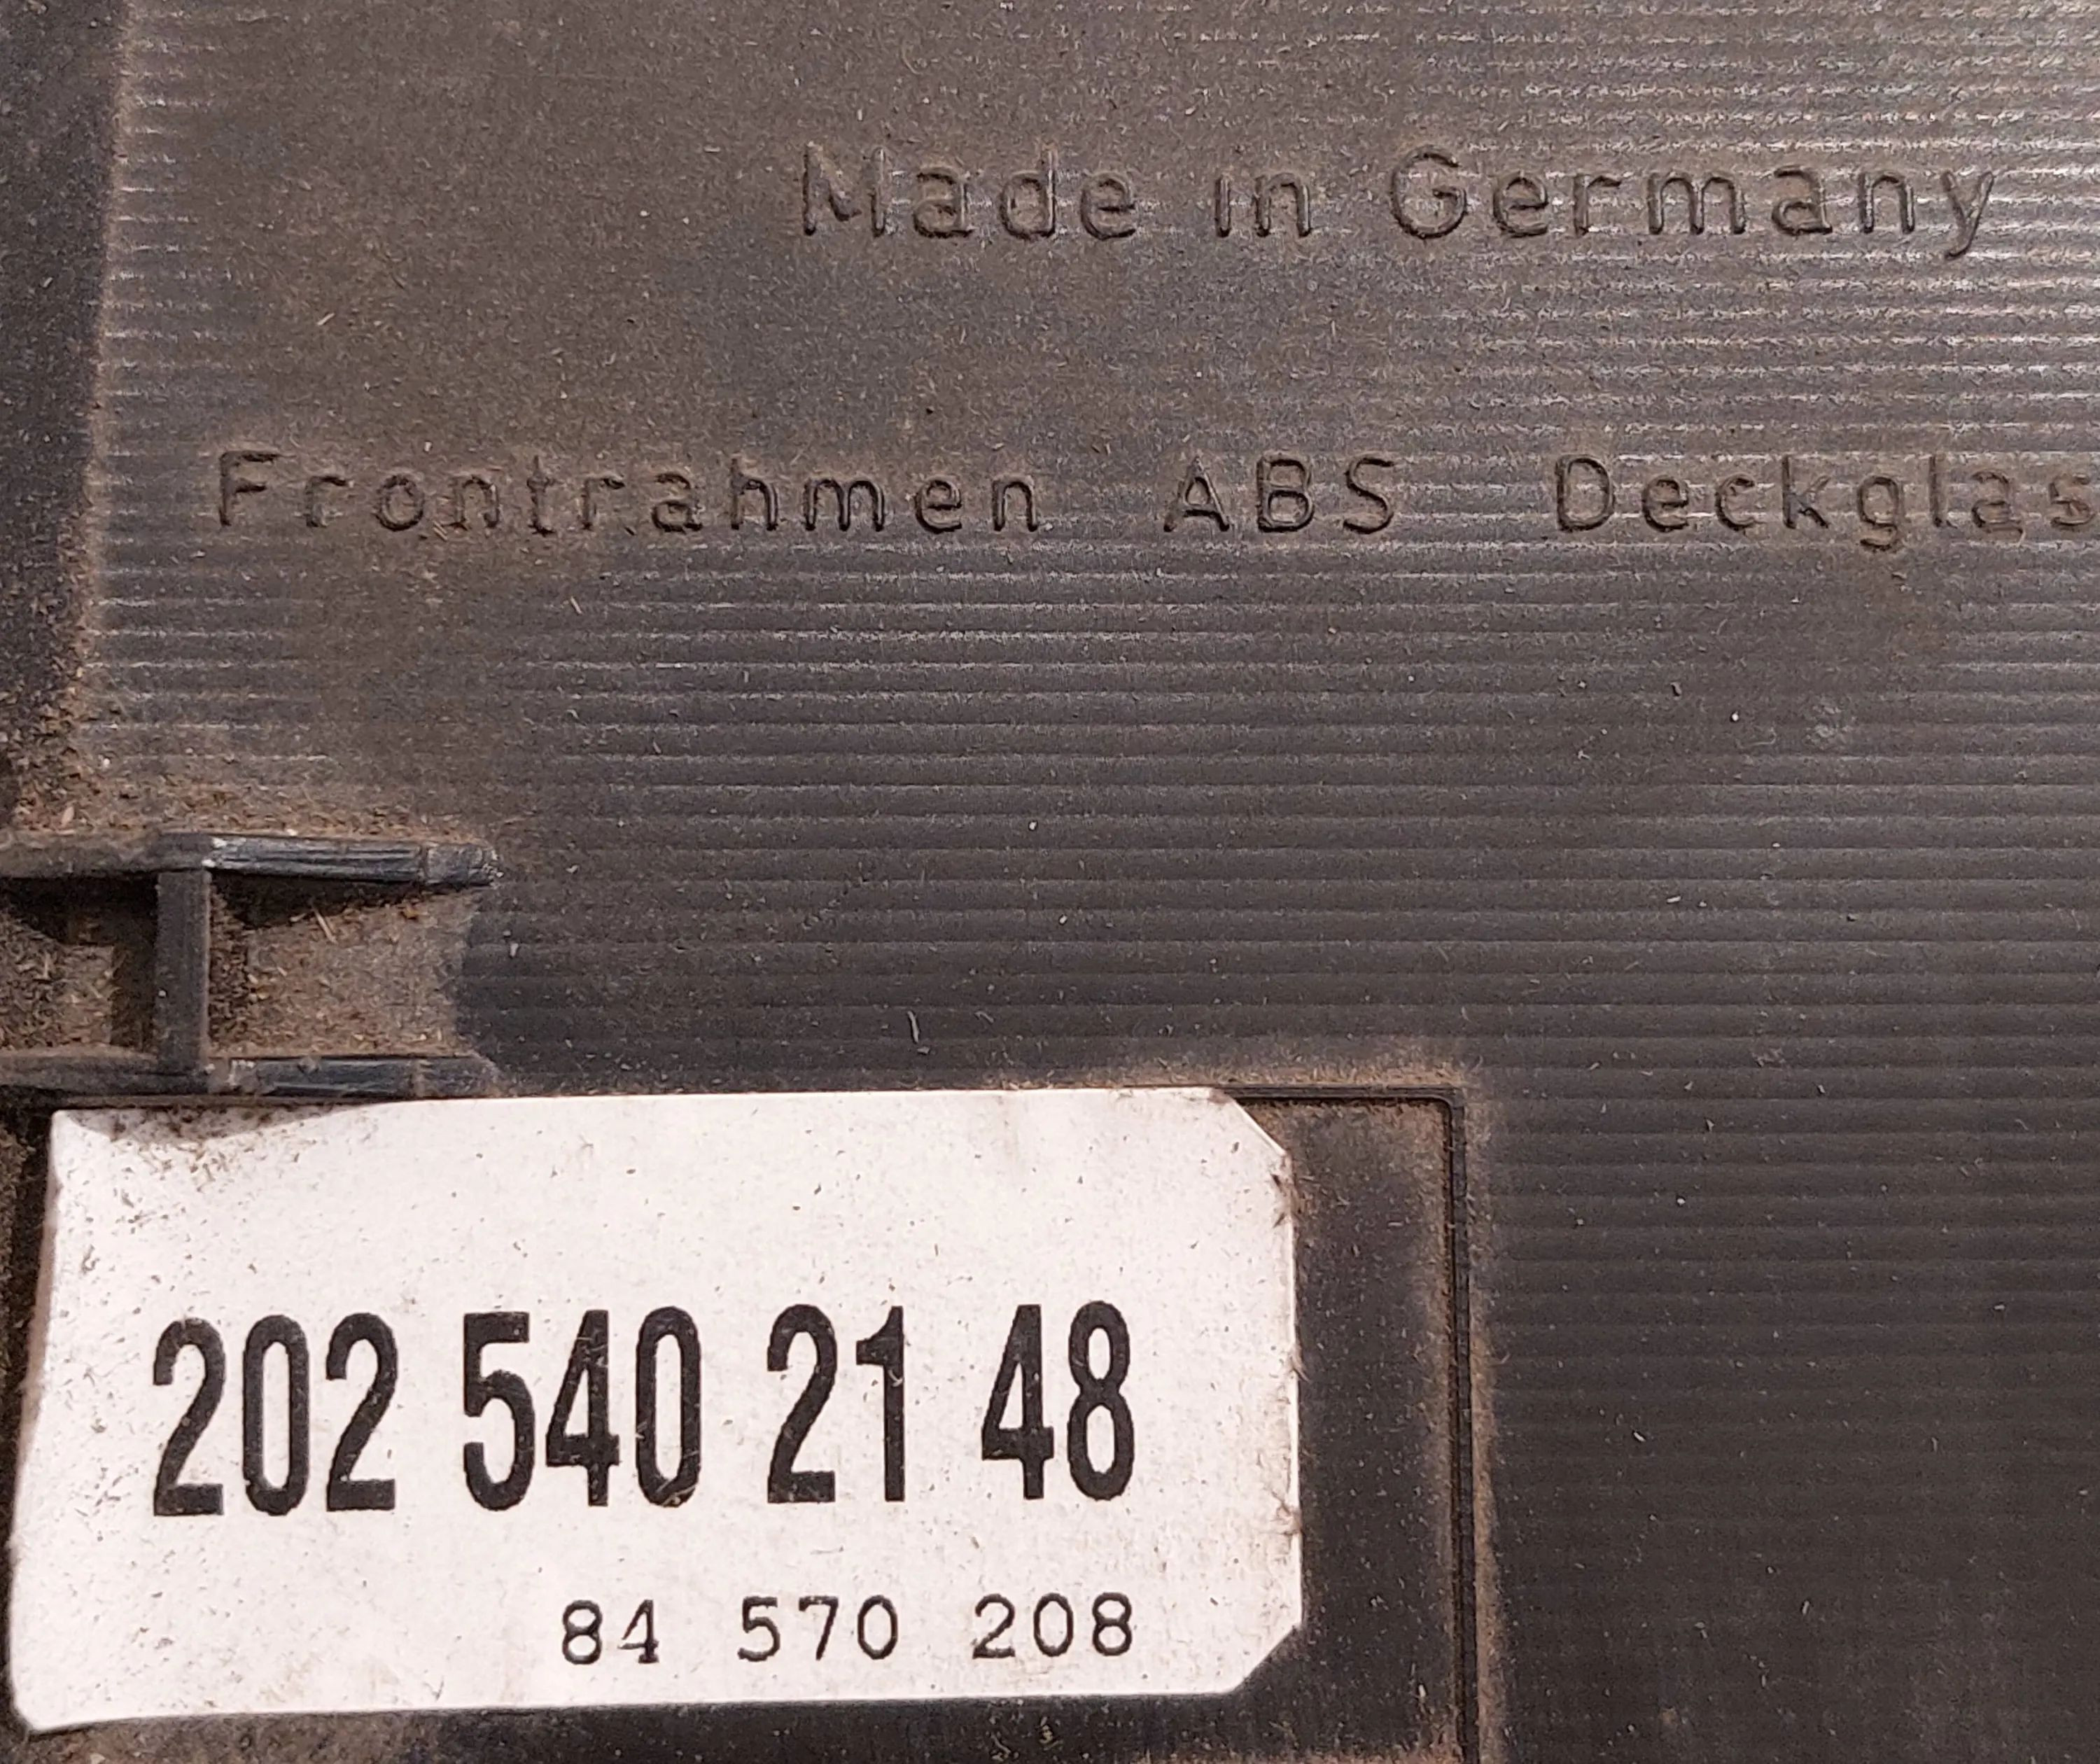 Made in Germany
Frontrahmen ABS Deckglas
202 540 21 48
84 570 208